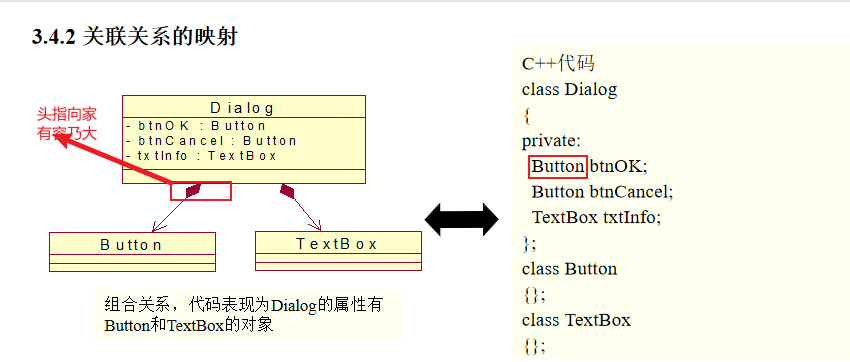 3.4.2 关联关系的映射
头指向家
有容乃大
Dialog
- btnOK : Button
- btnCancel : Button
- txtInfo : TextBox
Button
TextBox
组合关系，代码表现为Dialog的属性有
Button和TextBox的对象
C++代码
class Dialog
{
private:
Button btnOK;
Button btnCancel;
TextBox txtInfo;
};
class Button
{};
class TextBox
{};